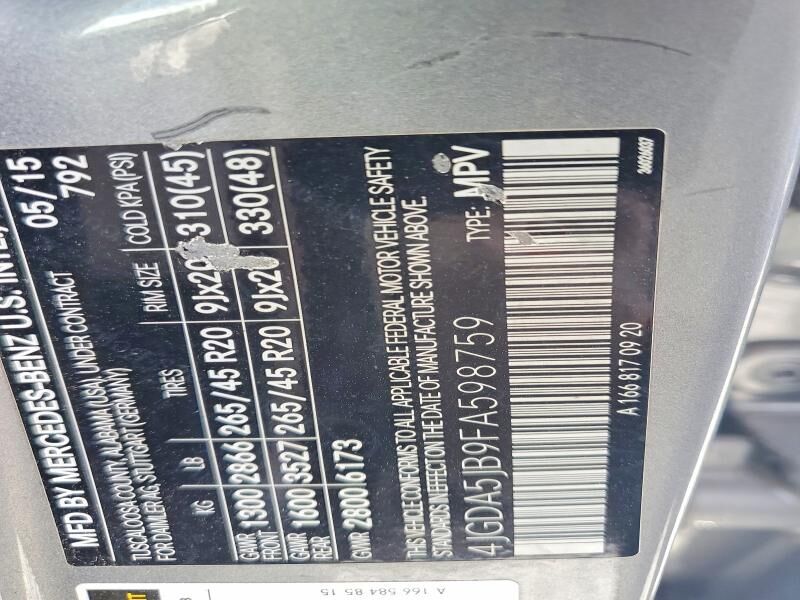 MFD BY MERCEDES-BENZ U.S. INT'L,
05/15
TUSCALOOSA COUNTY, ALABAMA (USA) UNDER CONTRACT
FOR DAIMLER AG, STUTTGART (GERMANY)
792
KG LB TIRES RIM SIZE COLD KPA(PSI)
GAWR FRONT 1300 2866 265/45 R20 9Jx20 310(45)
GAWR REAR 1600 3527 265/45 R20 9Jx20 330(48)
GWR 2800 6173
THIS VEHICLE CONFORMS TO ALL APPLICABLE FEDERAL MOTOR VEHICLE SAFETY
STANDARDS IN EFFECT ON THE DATE OF MANUFACTURE SHOWN ABOVE.
4JGDA5JB9FA598759 TYPE: MPV
A 166 817 09 20
36026037
A 166 584 85 15